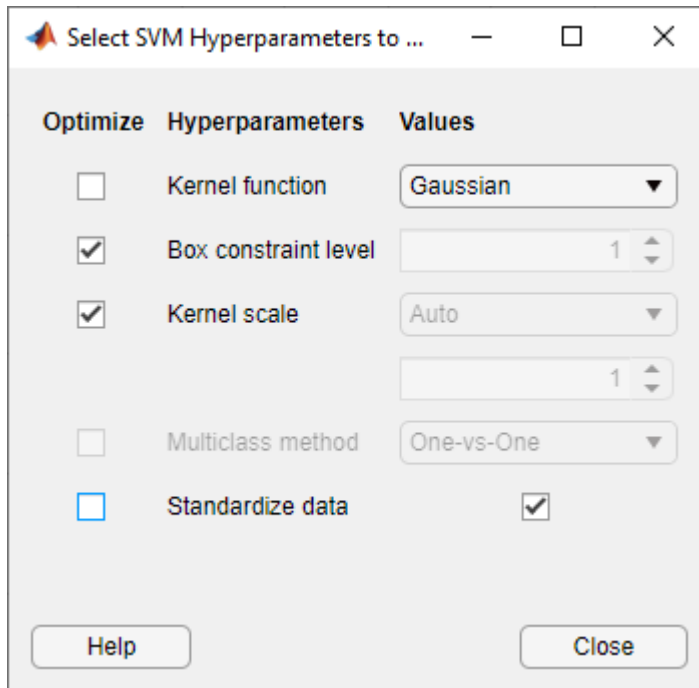 Select SVM Hyperparameters to ...
Optimize Hyperparameters Values
Kernel function Gaussian
Box constraint level 1
Kernel scale Auto
1
Multiclass method One-vs-One
Standardize data
Help Close